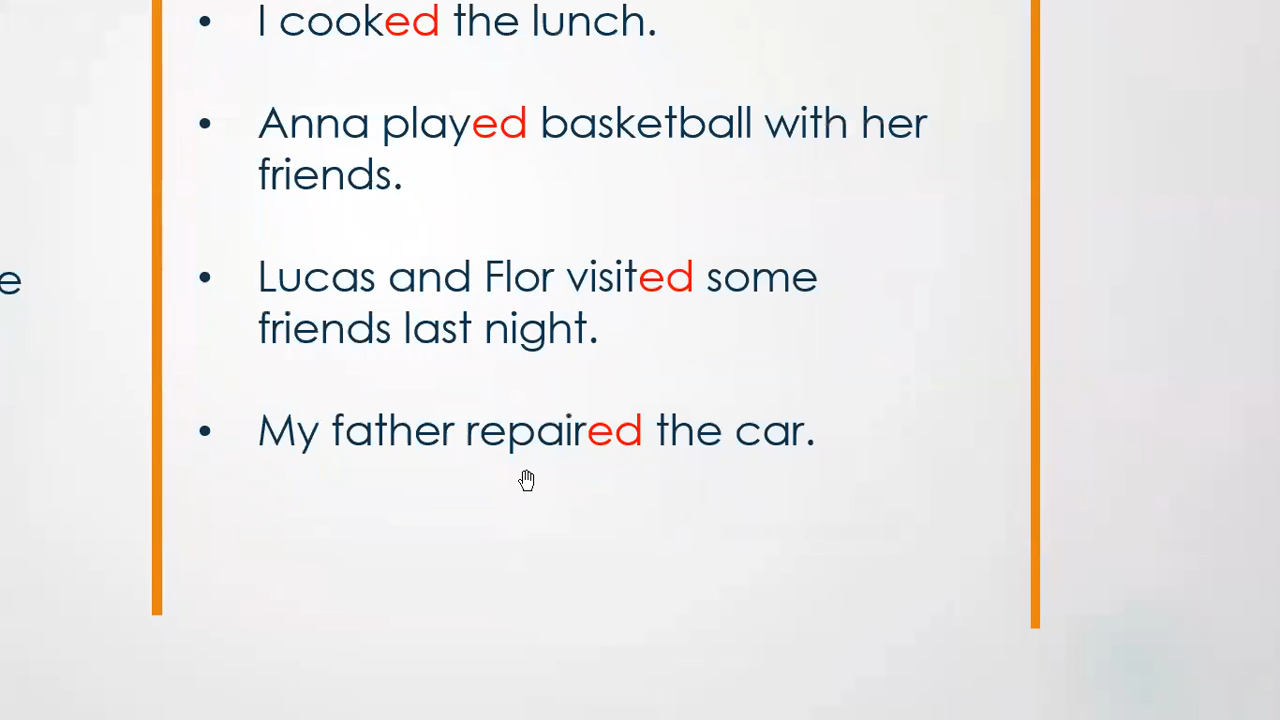 • I cooked the lunch.
• Anna played basketball with her
friends.
e
• Lucas and Flor visited some
friends last night.
• My father repaired the car.